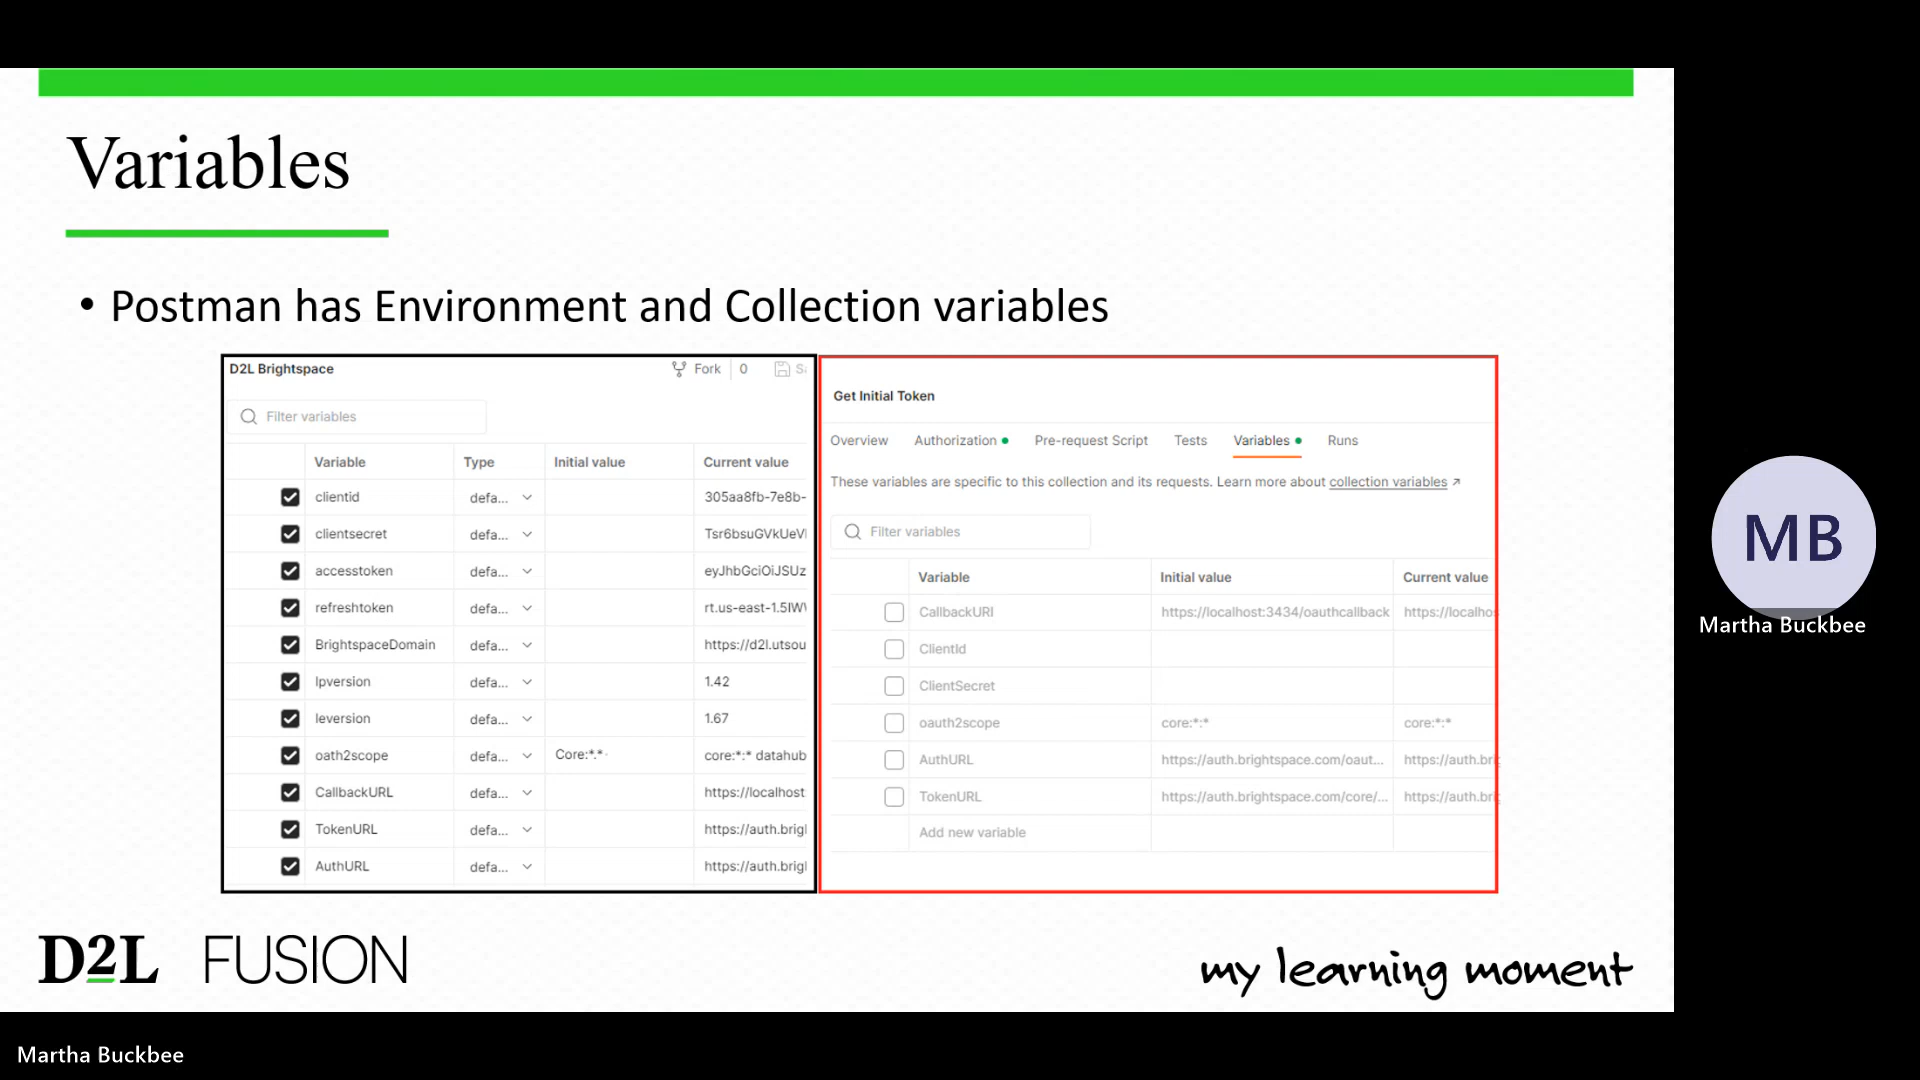 Variables
• Postman has Environment and Collection variables
D2L Brightspace Fork 0 Sa
Filter variables
Variable Type Initial value Current value
clientid defa... 305aa8fb-7e8b-
clientsecret defa... Tsr6bsuGVkUeV
accesstoken defa... eyJhbGciOiJSUz
refreshtoken defa... rt.us-east-1.5IW
BrightspaceDomain defa... https://d2l.utsou
lpversion defa... 1.42
leversion defa... 1.67
oath2scope defa... Core:*.* core:*:* datahub
CallbackURL defa... https://localhost
TokenURL defa... https://auth.brig
AuthURL defa... https://auth.brig
Get Initial Token
Overview Authorization Pre-request Script Tests Variables Runs
These variables are specific to this collection and its requests. Learn more about collection variables ↗
Filter variables
Variable Initial value Current value
CallbackURI https://localhost:3434/oauthcallback https://localhos
ClientId
ClientSecret
oauth2scope core:*:* core:*:*
AuthURL https://auth.brightspace.com/oaut... https://auth.bri
TokenURL https://auth.brightspace.com/core/... https://auth.bri
Add new variable
D2L FUSION
my learning moment
MB
Martha Buckbee
Martha Buckbee